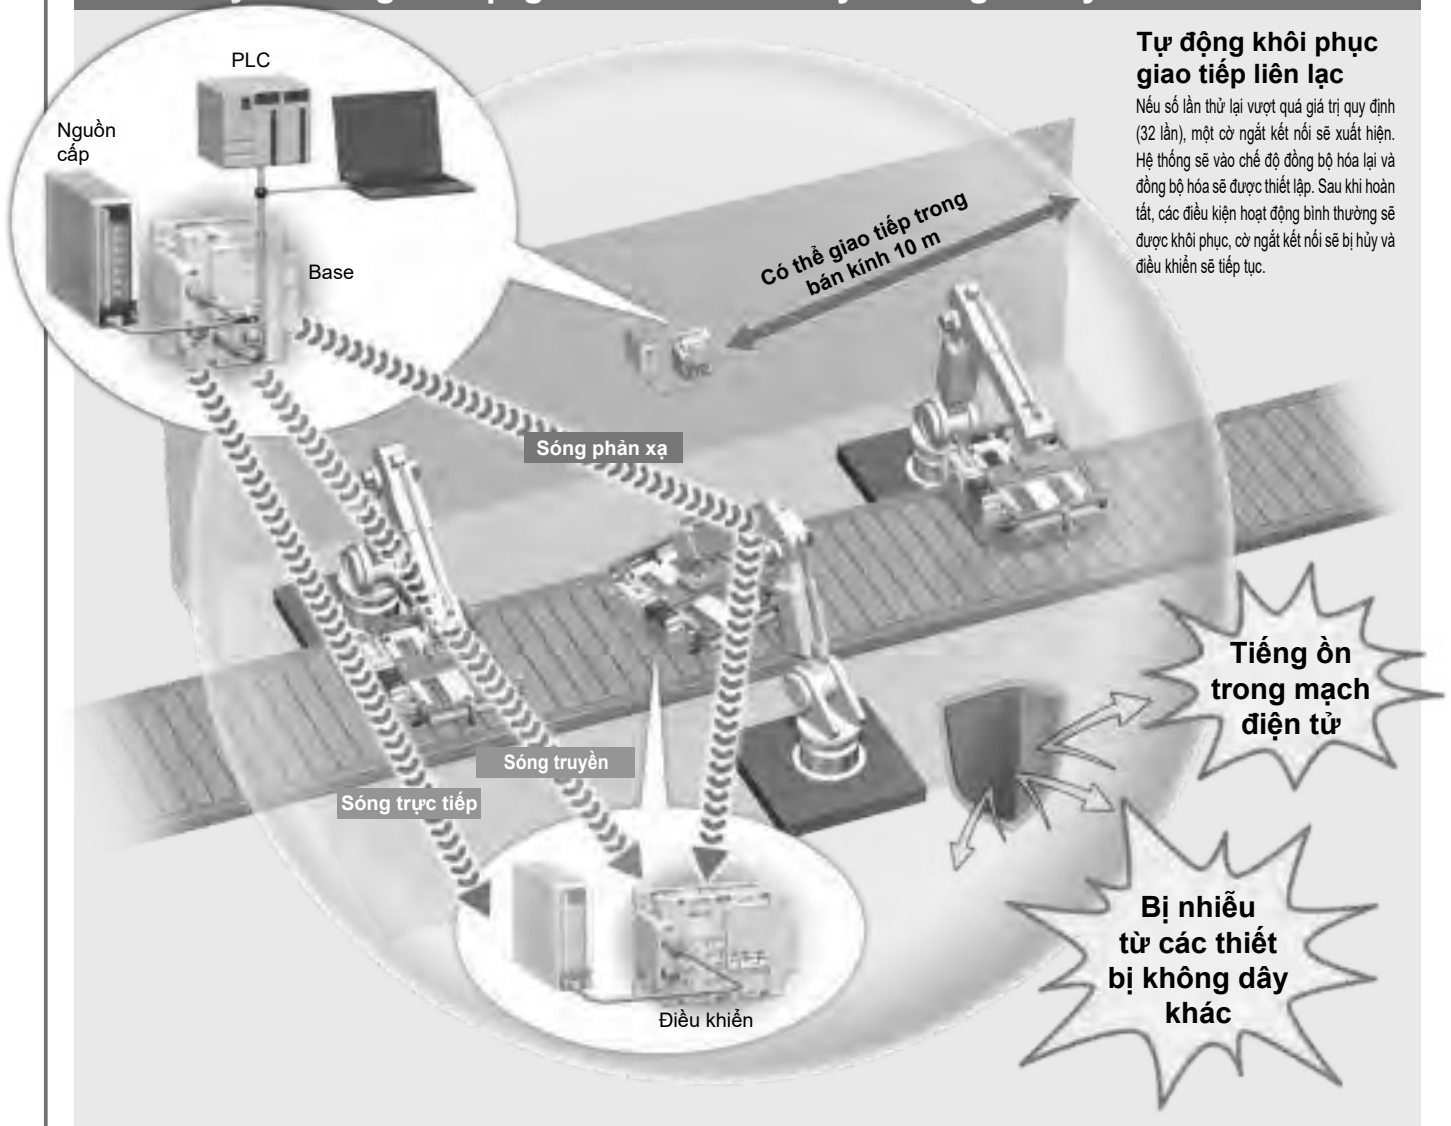 Tự động khôi phục
giao tiếp liên lạc
Nếu số lần thử lại vượt quá giá trị quy định
(32 lần), một cờ ngắt kết nối sẽ xuất hiện.
Hệ thống sẽ vào chế độ đồng bộ hóa lại và
đồng bộ hóa sẽ được thiết lập. Sau khi hoàn
tất, các điều kiện hoạt động bình thường sẽ
được khôi phục, cờ ngắt kết nối sẽ bị hủy và
điều khiển sẽ tiếp tục.
PLC
Nguồn
cấp
Base
Có thể giao tiếp trong
bán kính 10 m
Sóng phản xạ
Sóng truyền
Sóng trực tiếp
Tiếng ồn
trong mạch
điện tử
Bị nhiễu
từ các thiết
bị không dây
khác
Điều khiển